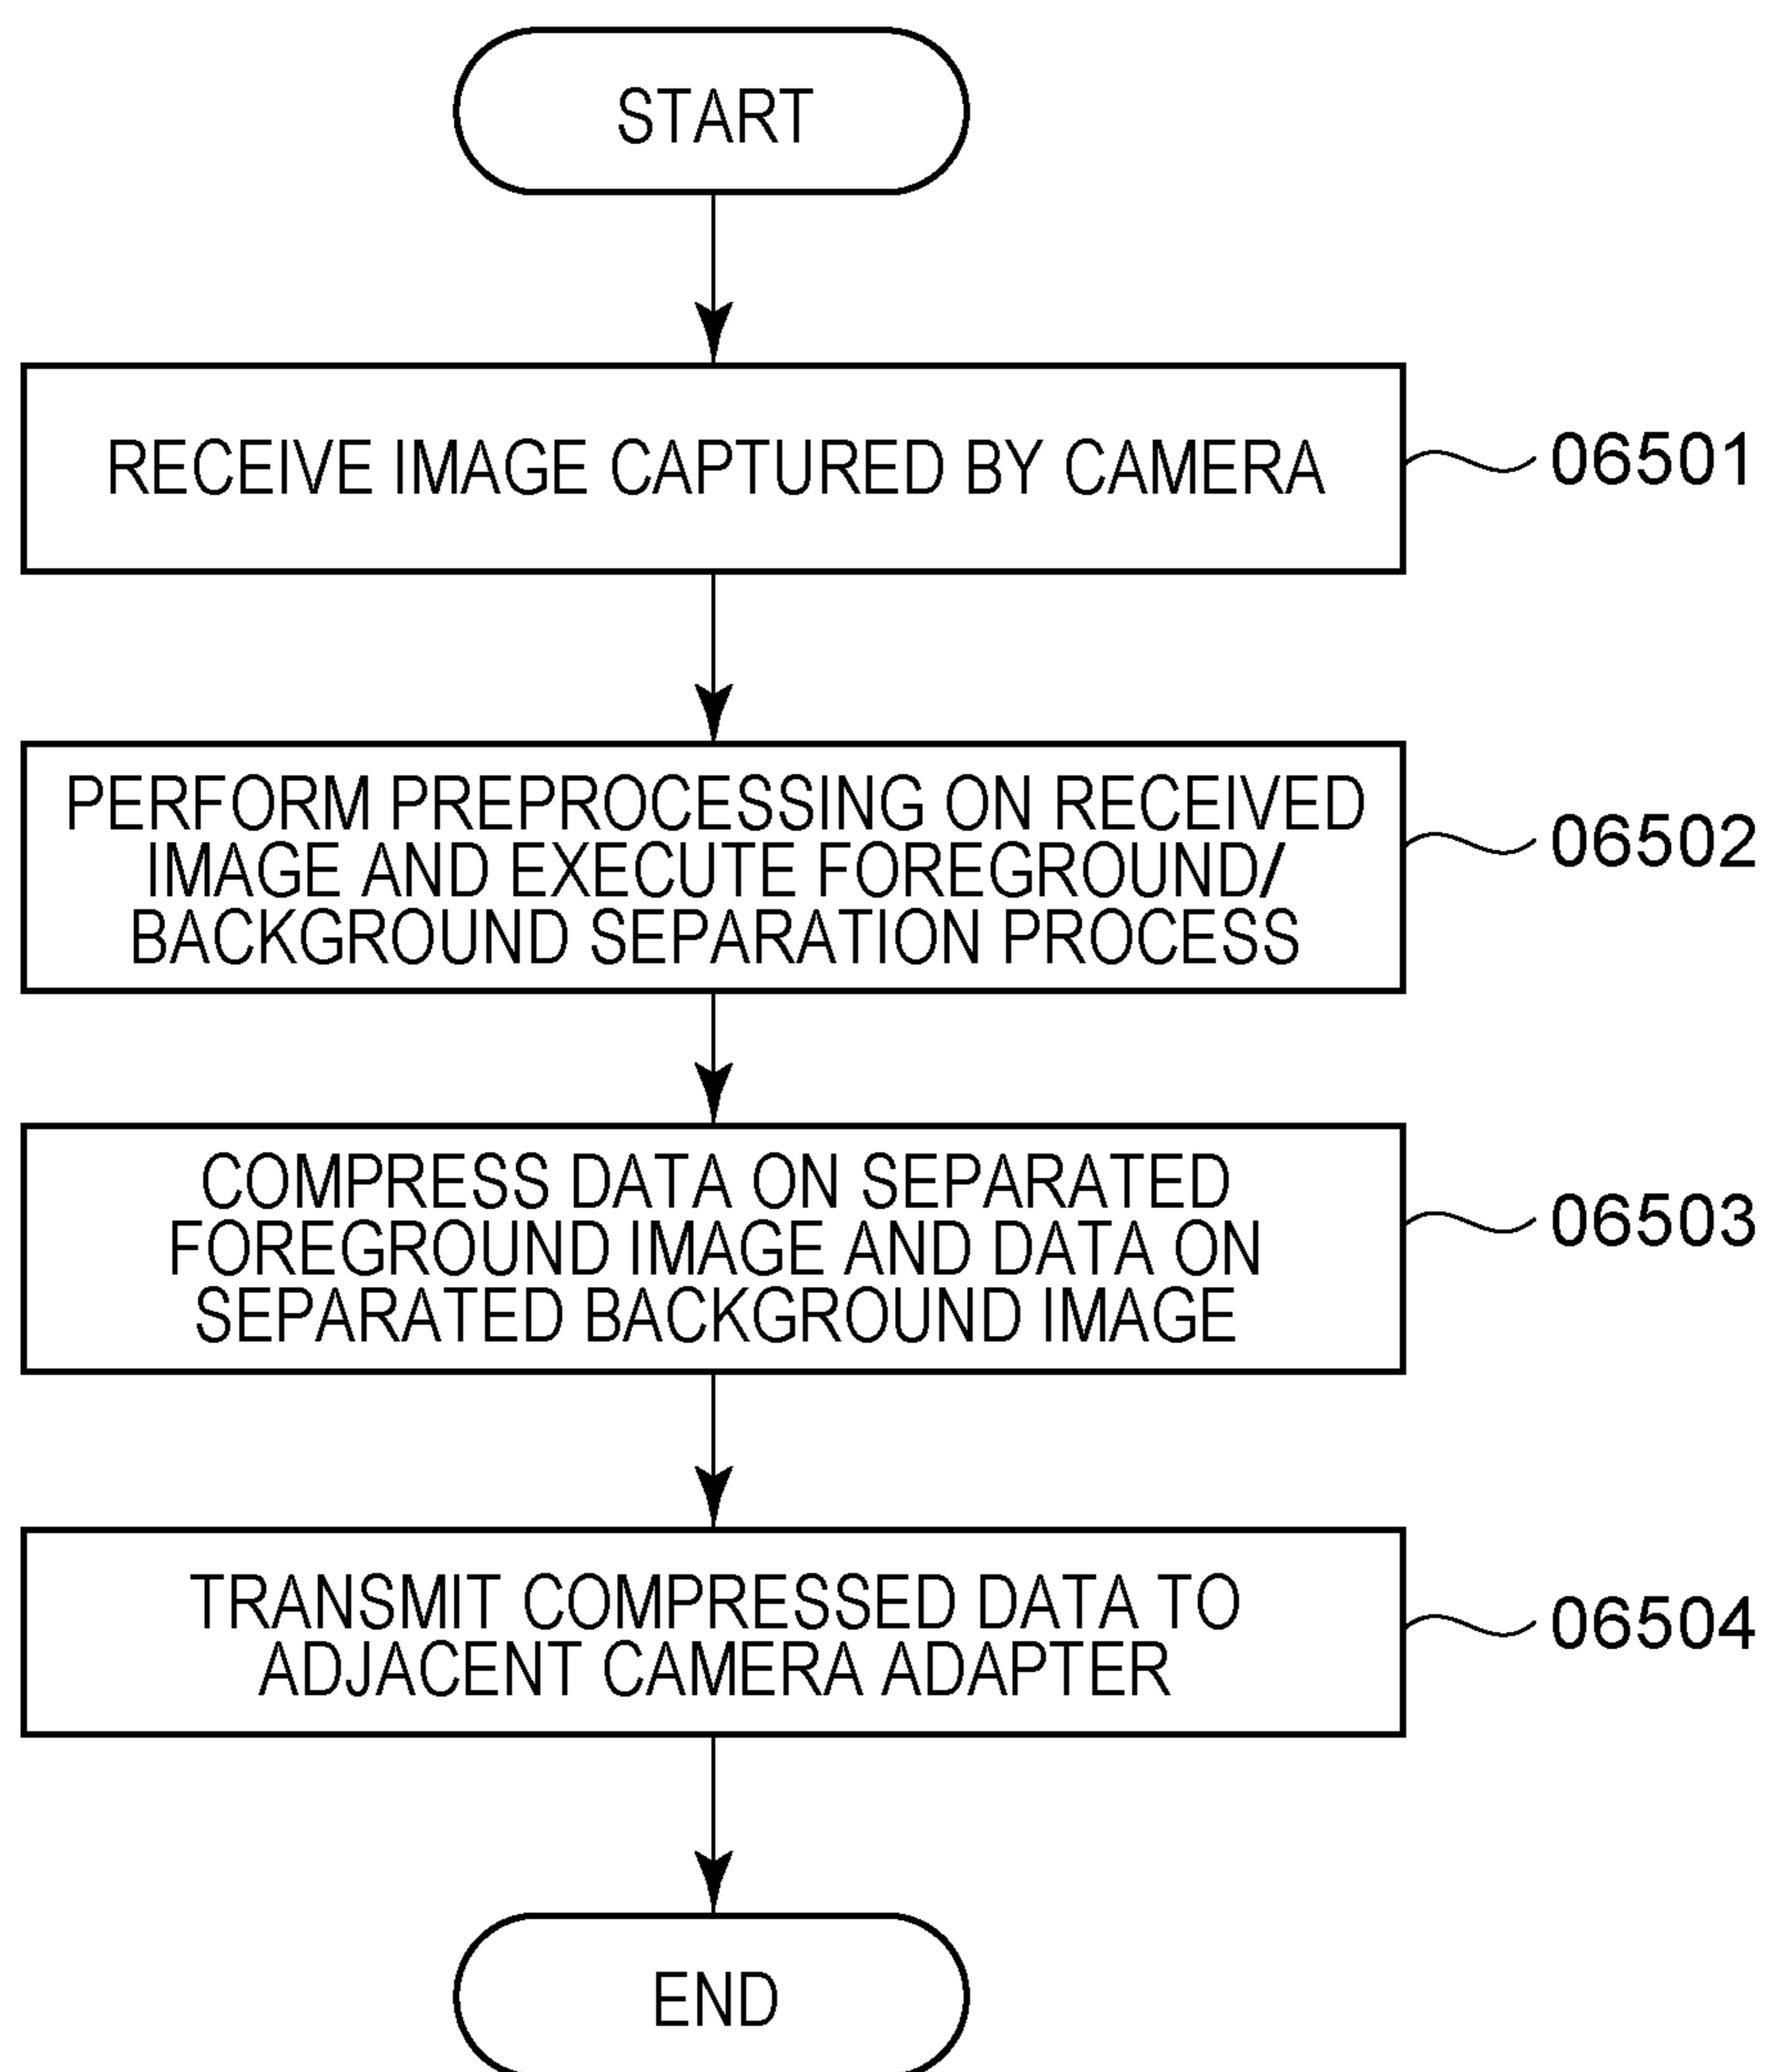 START
RECEIVE IMAGE CAPTURED BY CAMERA
06501
PERFORM PREPROCESSING ON RECEIVED
IMAGE AND EXECUTE FOREGROUND/
BACKGROUND SEPARATION PROCESS
06502
COMPRESS DATA ON SEPARATED
FOREGROUND IMAGE AND DATA ON
SEPARATED BACKGROUND IMAGE
06503
TRANSMIT COMPRESSED DATA TO
ADJACENT CAMERA ADAPTER
06504
END